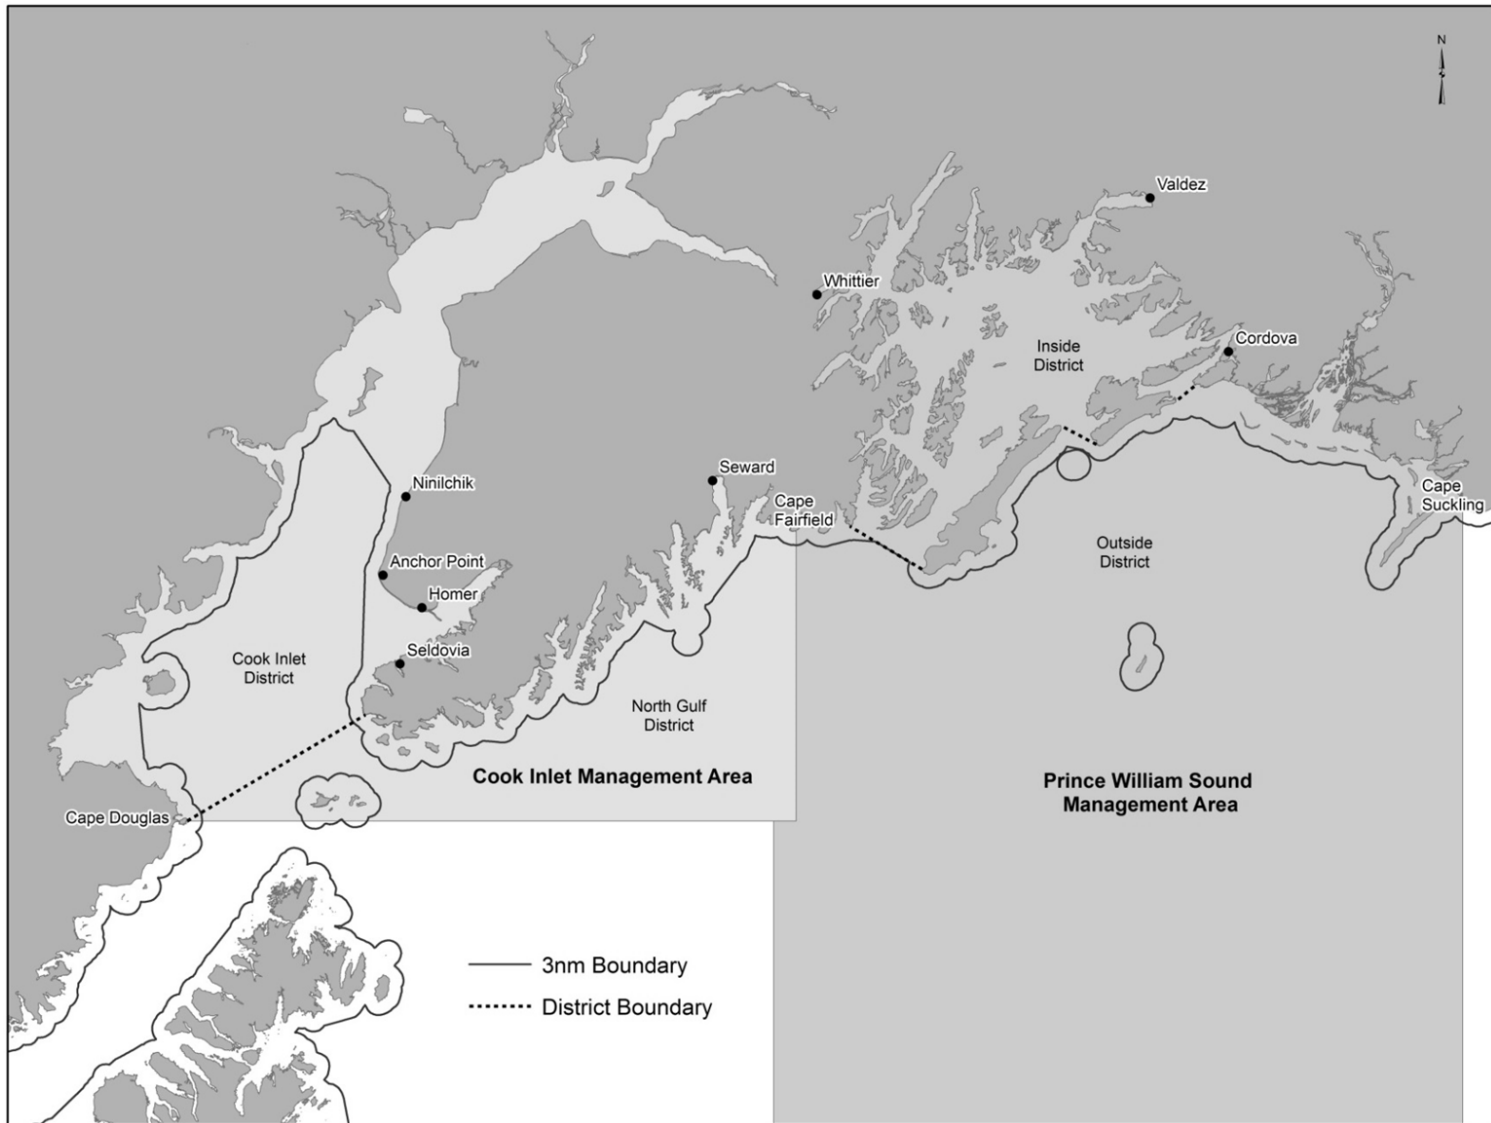 N
Valdez
Whittier
Cordova
Inside
District
Seward
Ninilchik
Cape
Fairfield
Cape
Suckling
Outside
District
Anchor Point
Homer
Seldovia
Cook Inlet
District
North Gulf
District
Cook Inlet Management Area
Prince William Sound
Management Area
Cape Douglas
3nm Boundary
District Boundary